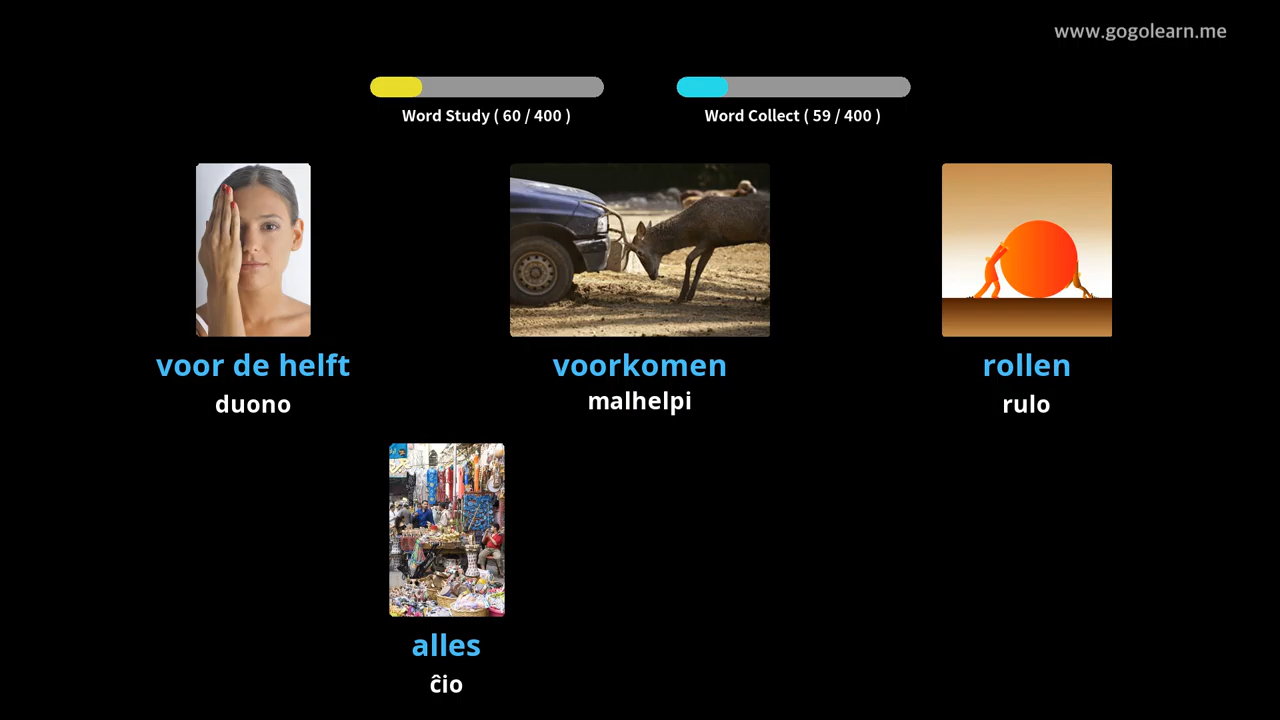 www.gogolearn.me
Word Study ( 60 / 400 )
Word Collect ( 59 / 400 )
voor de helft
duono
voorkomen
malhelpi
rollen
rulo
alles
ĉio